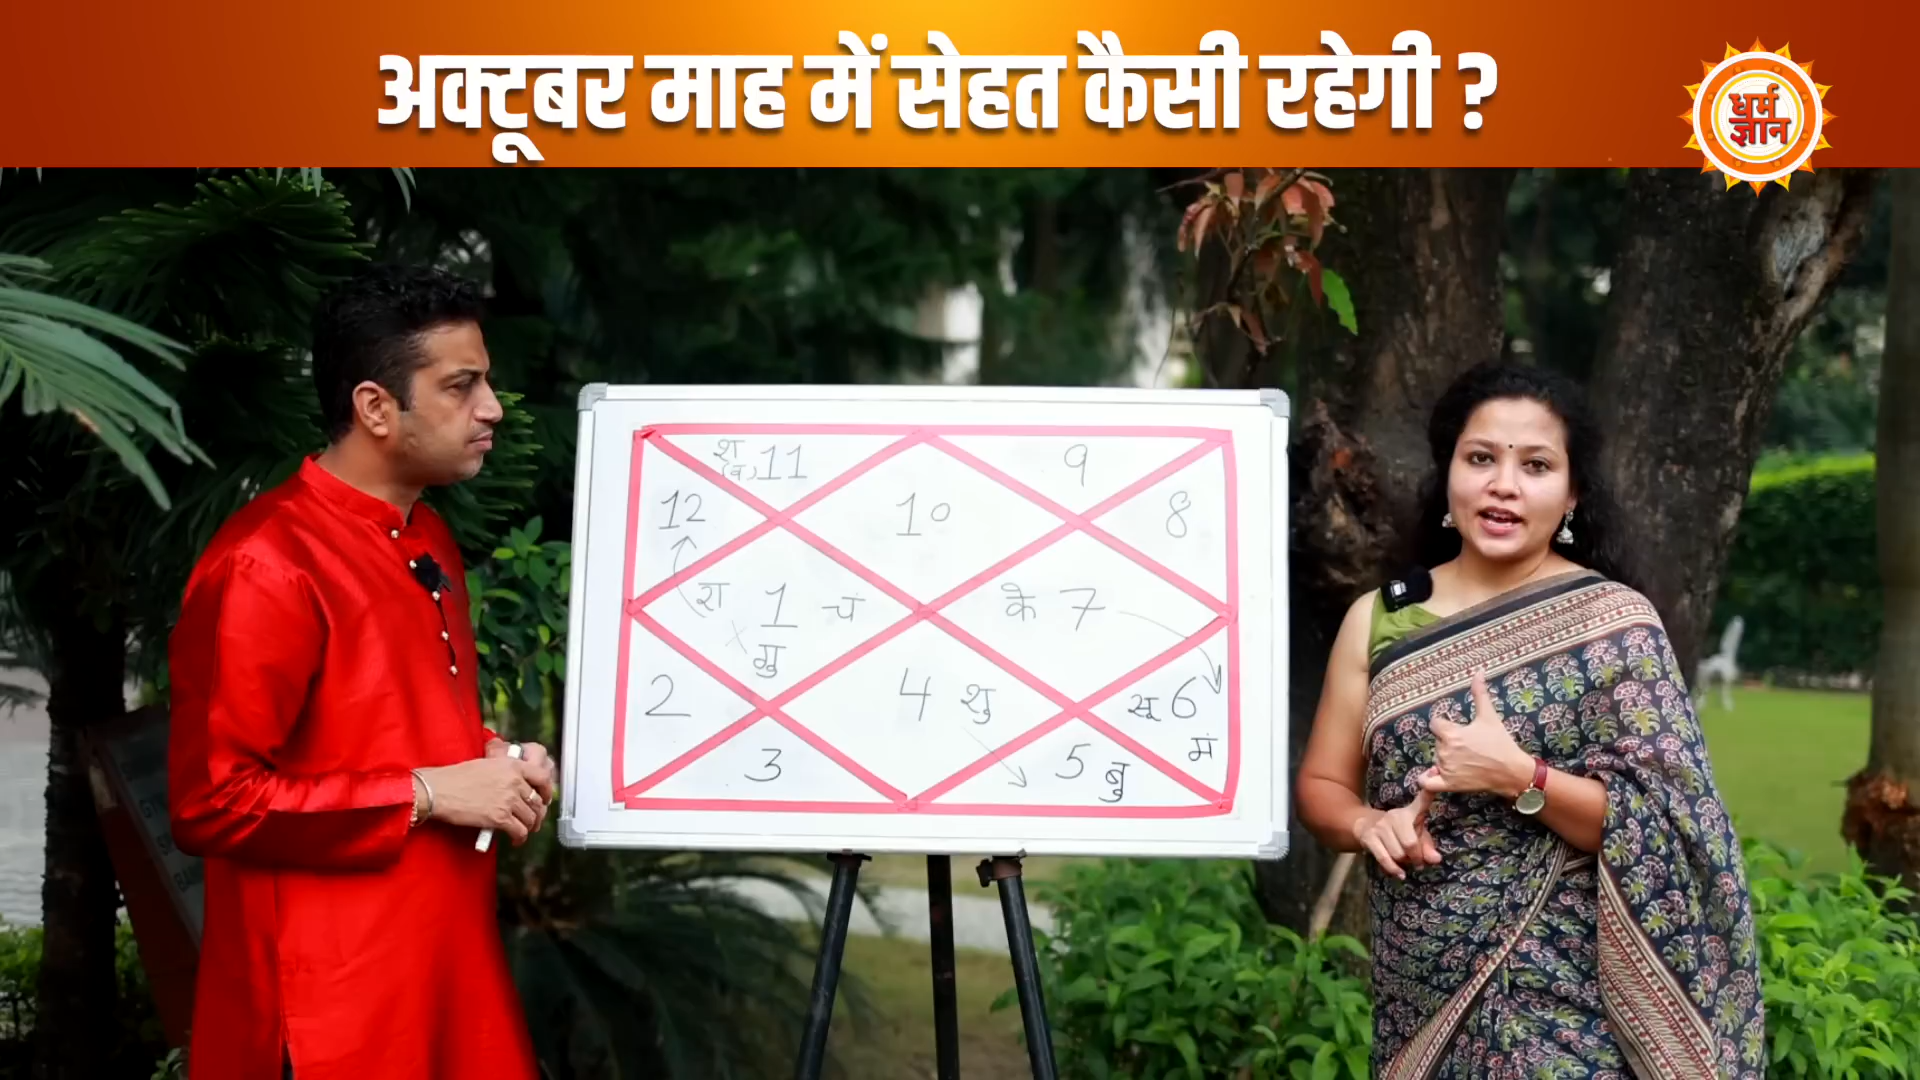 अक्टूबर माह में सेहत कैसी रहेगी ?
धर्म
ज्ञान
श 11
(व)
9
12
10
8
रा 1 चं
के 7
गु
2
4 शु
सू 6
मं
3
5 बु